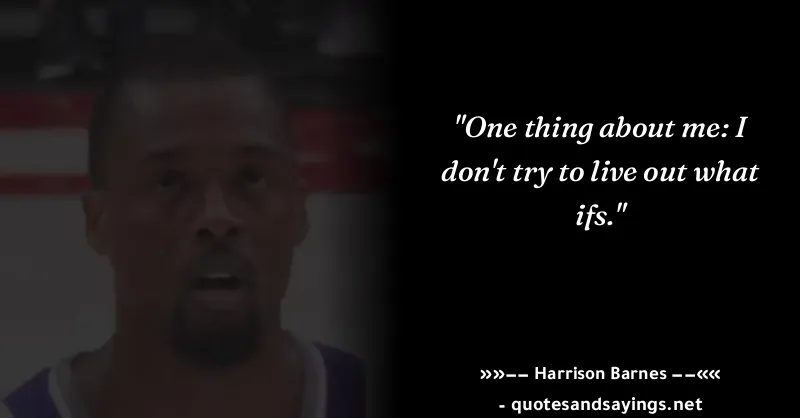 "One thing about me: I
don't try to live out what
ifs."
»»–– Harrison Barnes ––««
- quotesandsayings.net